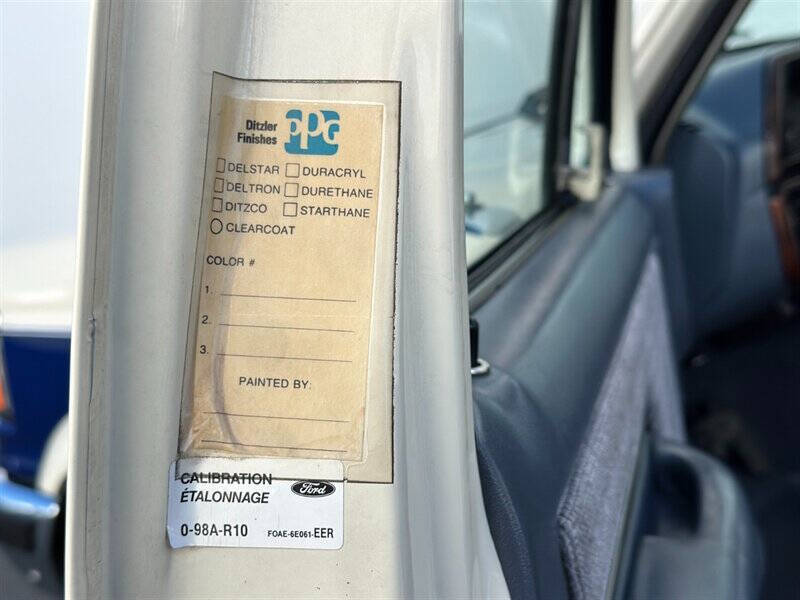 Ditzler
Finishes
PPG
DELSTAR DURACRYL
DELTRON DURETHANE
DITZCO STARTHANE
CLEARCOAT
COLOR #
1.
2.
3.
PAINTED BY:
CALIBRATION
ÉTALONNAGE
Ford
0-98A-R10 FOAE-6E061-EER